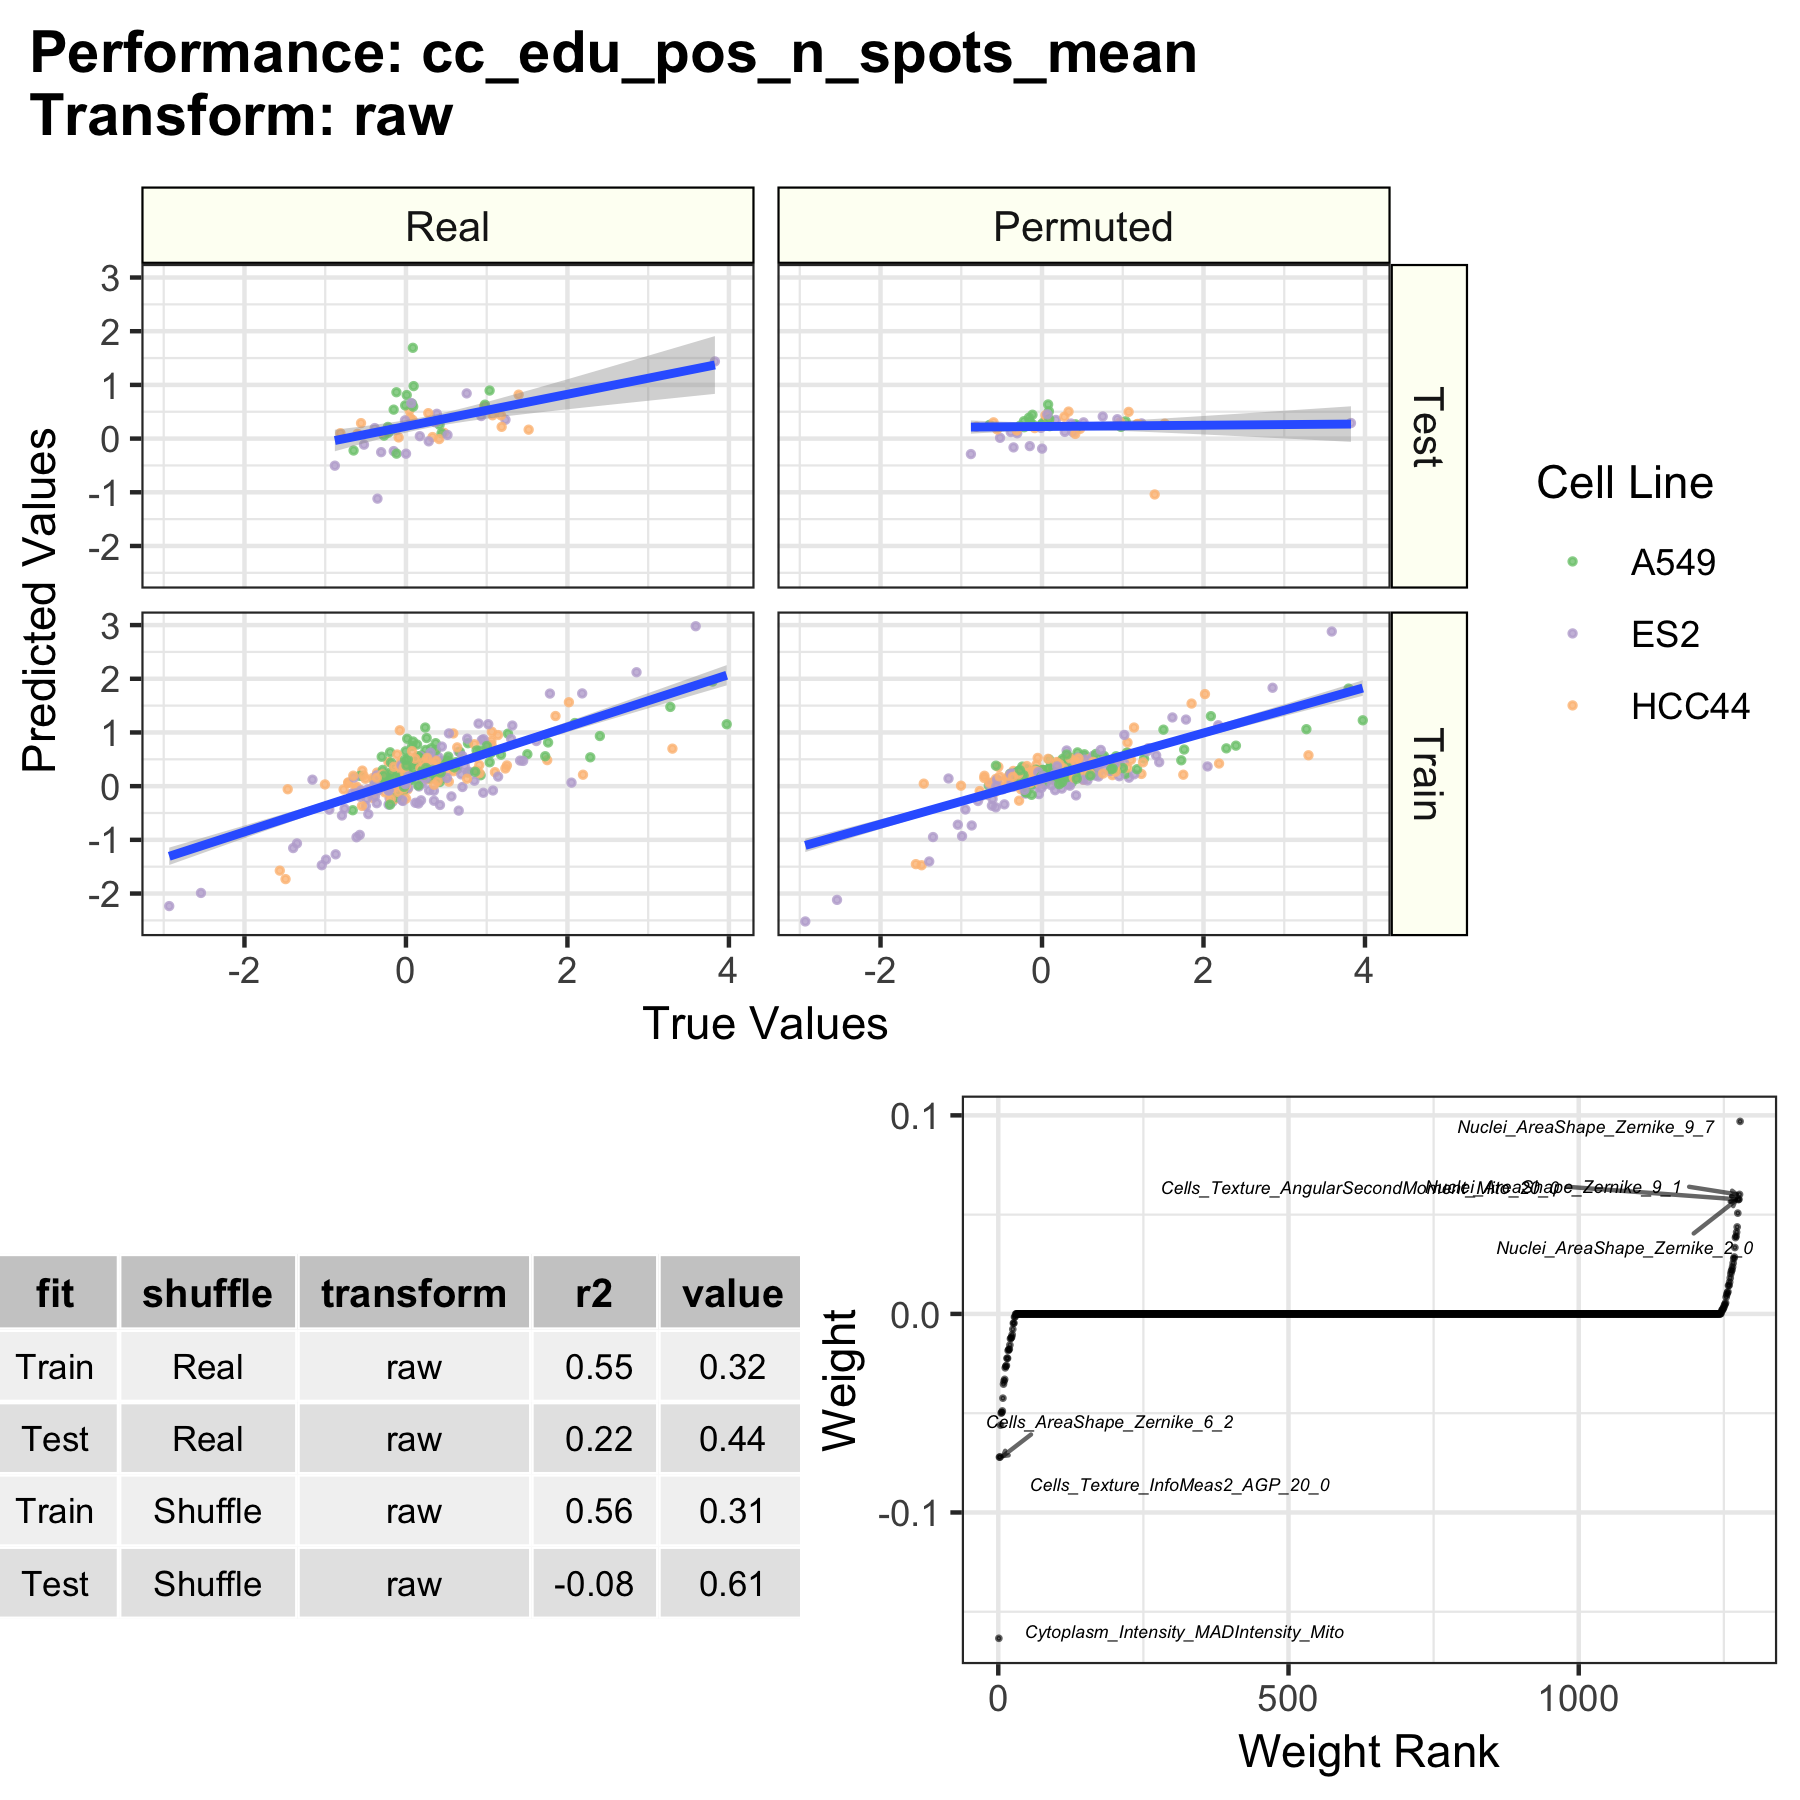 Performance: cc_edu_pos_n_spots_mean
Transform: raw
Real
Permuted
3
2
1
0
-1
-2
Test
3
2
1
0
-1
-2
Train
-2
0
2
4
-2
0
2
4
True Values
Predicted Values
Cell Line
A549
ES2
HCC44
fit shuffle transform r2 value
Train Real raw 0.55 0.32
Test Real raw 0.22 0.44
Train Shuffle raw 0.56 0.31
Test Shuffle raw -0.08 0.61
0.1
0.0
-0.1
Weight
Nuclei_AreaShape_Zernike_9_7
Cells_Texture_AngularSecondMoment_Mito_20_0
Nuclei_AreaShape_Zernike_9_1
Nuclei_AreaShape_Zernike_2_0
Cells_AreaShape_Zernike_6_2
Cells_Texture_InfoMeas2_AGP_20_0
Cytoplasm_Intensity_MADIntensity_Mito
0
500
1000
Weight Rank